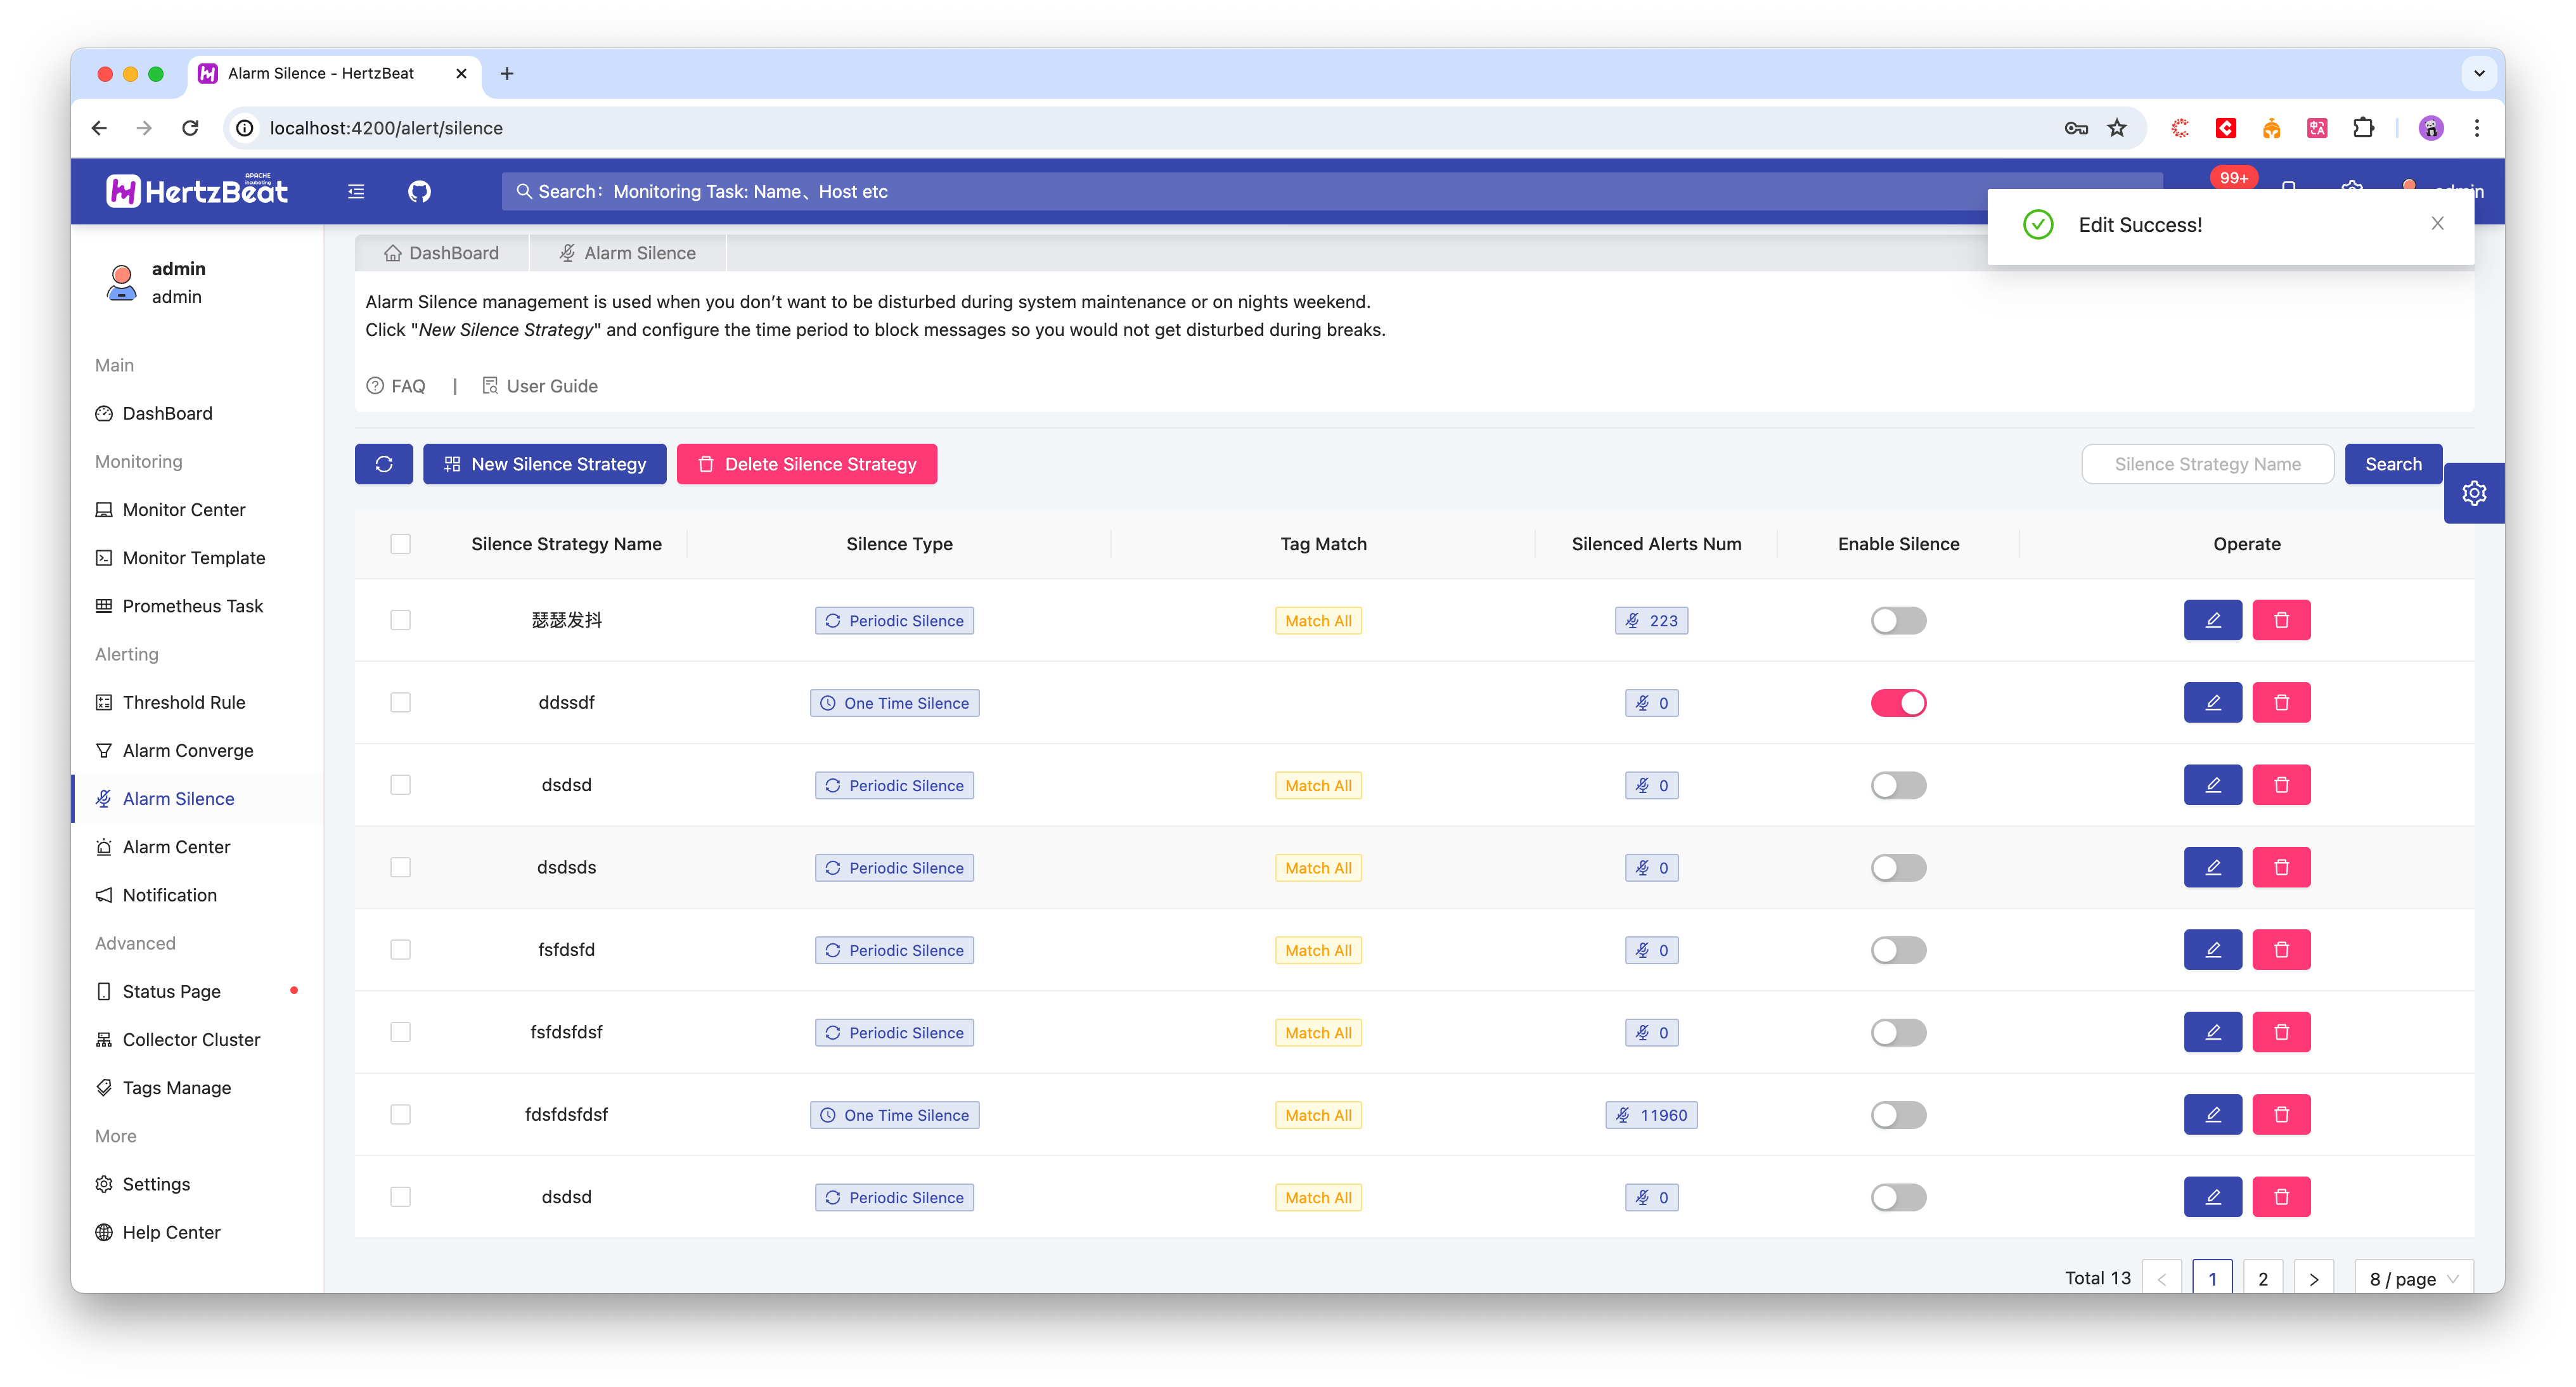 Alarm Silence - HertzBeat
localhost:4200/alert/silence
APACHE
incubating
HertzBeat
Search: Monitoring Task: Name、Host etc
99+
Edit Success!
admin
admin
DashBoard
Alarm Silence
Alarm Silence management is used when you don’t want to be disturbed during system maintenance or on nights weekend.
Click "New Silence Strategy" and configure the time period to block messages so you would not get disturbed during breaks.
FAQ | User Guide
Main
DashBoard
Monitoring
Monitor Center
Monitor Template
Prometheus Task
Alerting
Threshold Rule
Alarm Converge
Alarm Silence
Alarm Center
Notification
Advanced
Status Page
Collector Cluster
Tags Manage
More
Settings
Help Center
New Silence Strategy
Delete Silence Strategy
Silence Strategy Name
Search
Silence Strategy Name Silence Type Tag Match Silenced Alerts Num Enable Silence Operate
瑟瑟发抖 Periodic Silence Match All 223
ddssdf One Time Silence 0
dsdsd Periodic Silence Match All 0
dsdsds Periodic Silence Match All 0
fsfdsfd Periodic Silence Match All 0
fsfdsfdsf Periodic Silence Match All 0
fdsfdsfdsf One Time Silence Match All 11960
dsdsd Periodic Silence Match All 0
Total 13 1 2 8 / page